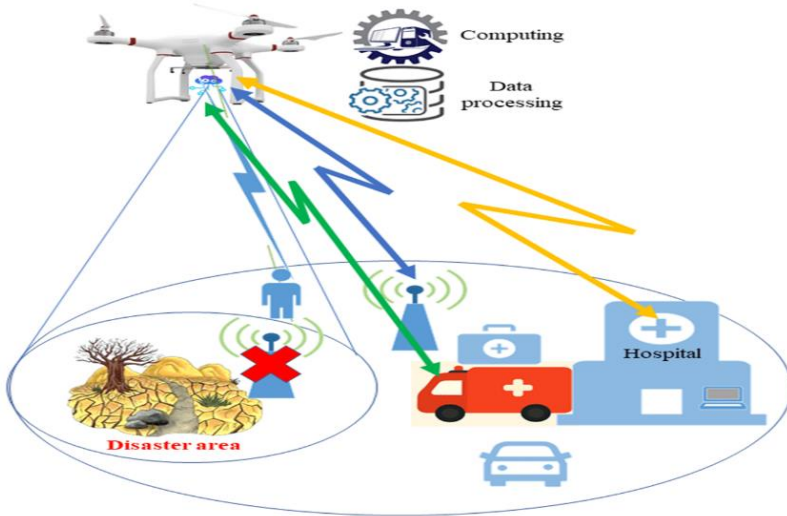 Computing
Data
processing
Hospital
Disaster area